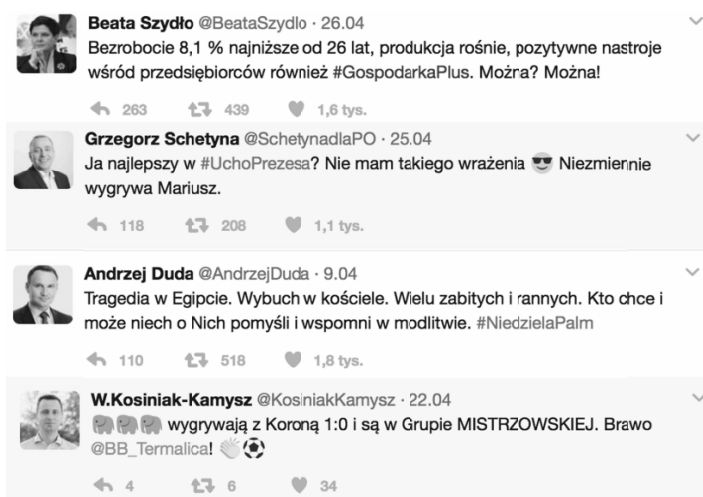 Beata Szydło @BeataSzydlo · 26.04
Bezrobocie 8,1 % najniższe od 26 lat, produkcja rośnie, pozytywne nastroje
wśród przedsiębiorców również #GospodarkaPlus. Można? Można!
263 439 1,6 tys.
Grzegorz Schetyna @SchetynadlaPO · 25.04
Ja najlepszy w #UchoPrezesa? Nie mam takiego wrażenia 😎 Niezmiennie
wygrywa Mariusz.
118 208 1,1 tys.
Andrzej Duda @AndrzejDuda · 9.04
Tragedia w Egipcie. Wybuch w kościele. Wielu zabitych i rannych. Kto chce i
może niech o Nich pomyśli i wspomni w modlitwie. #NiedzielaPalm
110 518 1,8 tys.
W.Kosiniak-Kamysz @KosiniakKamysz · 22.04
🐘🐘🐘 wygrywają z Koroną 1:0 i są w Grupie MISTRZOWSKIEJ. Brawo
@BB_Termalica! 👏⚽
4 6 34